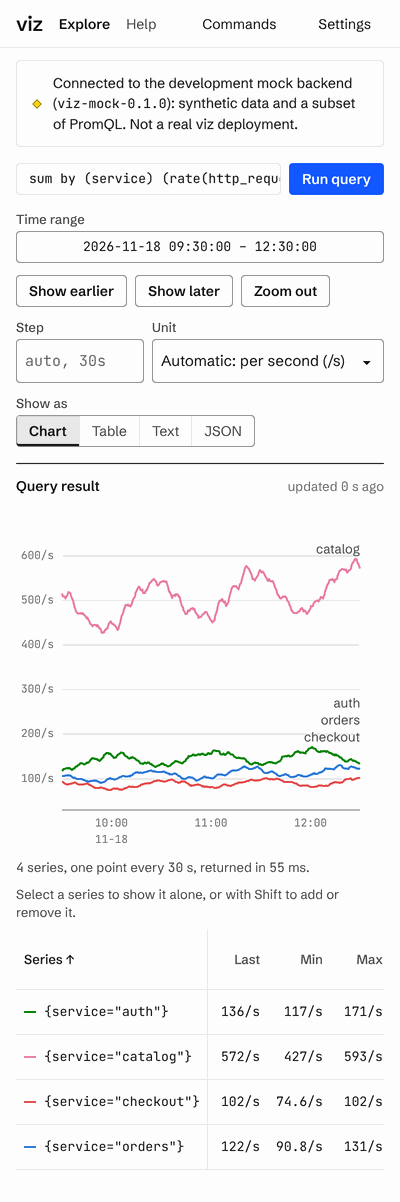 viz Explore Help Commands Settings
Connected to the development mock backend
(viz-mock-0.1.0): synthetic data and a subset
of PromQL. Not a real viz deployment.
sum by (service) (rate(http_requ
Run query
Time range
2026-11-18 09:30:00 – 12:30:00
Show earlier Show later Zoom out
Step Unit
auto, 30s Automatic: per second (/s)
Show as
Chart Table Text JSON
Query result updated 0 s ago
catalog
600/s
500/s
400/s
300/s
auth
orders
200/s
checkout
100/s
10:00 11:00 12:00
11-18
4 series, one point every 30 s, returned in 55 ms.
Select a series to show it alone, or with Shift to add or
remove it.
Series ↑ Last Min Max
{service="auth"} 136/s 117/s 171/s
{service="catalog"} 572/s 427/s 593/s
{service="checkout"} 102/s 74.6/s 102/s
{service="orders"} 122/s 90.8/s 131/s